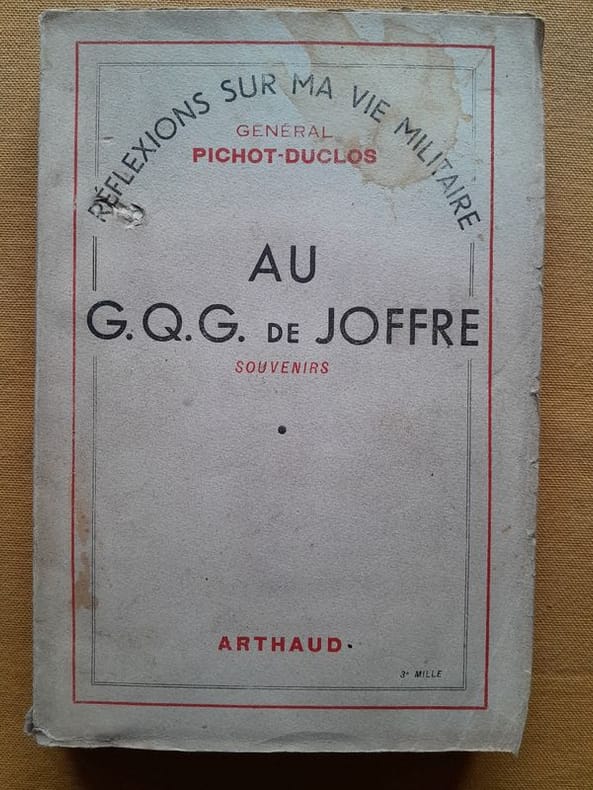 RÉFLEXIONS SUR MA VIE MILITAIRE
GÉNÉRAL
PICHOT-DUCLOS
AU
G.Q.G. DE JOFFRE
SOUVENIRS
ARTHAUD
3e MILLE